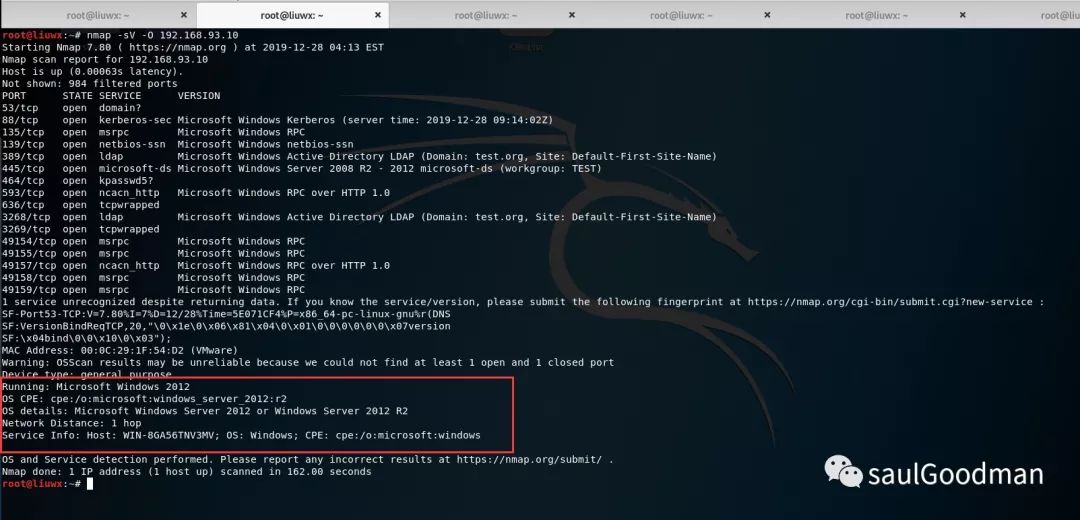 root@liuwx: ~ × root@liuwx: ~ × root@liuwx: ~ × root@liuwx: ~ × root@liuwx: ~ × root@liu
root@liuwx:~# nmap -sV -O 192.168.93.10
Starting Nmap 7.80 ( https://nmap.org ) at 2019-12-28 04:13 EST
Nmap scan report for 192.168.93.10
Host is up (0.00063s latency).
Not shown: 984 filtered ports
PORT STATE SERVICE VERSION
53/tcp open domain?
88/tcp open kerberos-sec Microsoft Windows Kerberos (server time: 2019-12-28 09:14:02Z)
135/tcp open msrpc Microsoft Windows RPC
139/tcp open netbios-ssn Microsoft Windows netbios-ssn
389/tcp open ldap Microsoft Windows Active Directory LDAP (Domain: test.org, Site: Default-First-Site-Name)
445/tcp open microsoft-ds Microsoft Windows Server 2008 R2 - 2012 microsoft-ds (workgroup: TEST)
464/tcp open kpasswd5?
593/tcp open ncacn_http Microsoft Windows RPC over HTTP 1.0
636/tcp open tcpwrapped
3268/tcp open ldap Microsoft Windows Active Directory LDAP (Domain: test.org, Site: Default-First-Site-Name)
3269/tcp open tcpwrapped
49154/tcp open msrpc Microsoft Windows RPC
49155/tcp open msrpc Microsoft Windows RPC
49157/tcp open ncacn_http Microsoft Windows RPC over HTTP 1.0
49158/tcp open msrpc Microsoft Windows RPC
49159/tcp open msrpc Microsoft Windows RPC
1 service unrecognized despite returning data. If you know the service/version, please submit the following fingerprint at https://nmap.org/cgi-bin/submit.cgi?new-service :
SF-Port53-TCP:V=7.80%I=7%D=12/28%Time=5E071CF4%P=x86_64-pc-linux-gnu%r(DNS
SF:VersionBindReqTCP,20,"\0\x1e\0\x06\x81\x04\0\x01\0\0\0\0\0\0\x07version
SF:\x04bind\0\0\x10\0\x03");
MAC Address: 00:0C:29:1F:54:D2 (VMware)
Warning: OSScan results may be unreliable because we could not find at least 1 open and 1 closed port
Device type: general purpose
Running: Microsoft Windows 2012
OS CPE: cpe:/o:microsoft:windows_server_2012:r2
OS details: Microsoft Windows Server 2012 or Windows Server 2012 R2
Network Distance: 1 hop
Service Info: Host: WIN-8GA56TNV3MV; OS: Windows; CPE: cpe:/o:microsoft:windows
OS and Service detection performed. Please report any incorrect results at https://nmap.org/submit/ .
Nmap done: 1 IP address (1 host up) scanned in 162.00 seconds
root@liuwx:~#
saulGoodman